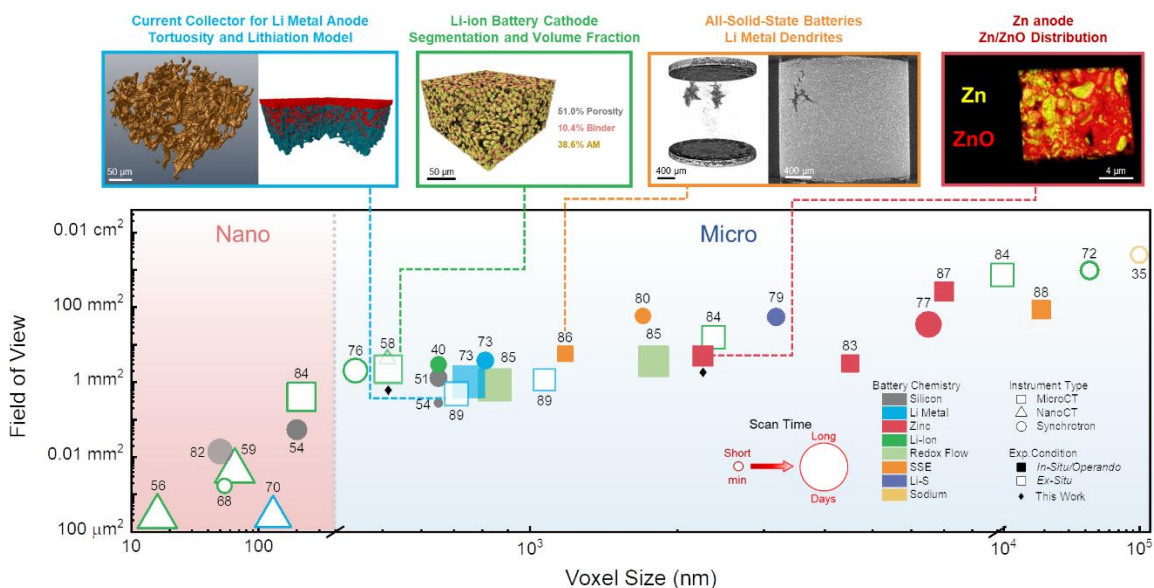 Current Collector for Li Metal Anode
Tortuosity and Lithiation Model
Li-ion Battery Cathode
Segmentation and Volume Fraction
All-Solid-State Batteries
Li Metal Dendrites
Zn anode
Zn/ZnO Distribution
50 µm
51.0% Porosity
10.4% Binder
38.6% AM
50 µm
400 µm
400 µm
Zn
ZnO
4 µm
Nano
Micro
Field of View
0.01 cm²
100 mm²
1 mm²
0.01 mm²
100 µm²
56
82
68
59
70
84
54
76
58
40
51
54
73
73
89
85
89
86
80
85
84
79
83
77
87
84
88
72
35
Scan Time
Long
Short
min
Days
Battery Chemistry
Silicon
Li Metal
Zinc
Li-ion
Redox Flow
SSE
Li-S
Sodium
Instrument Type
MicroCT
NanoCT
Synchrotron
Exp.Condition
In-Situ/Operando
Ex-Situ
This Work
10
100
10³
10⁴
10⁵
Voxel Size (nm)